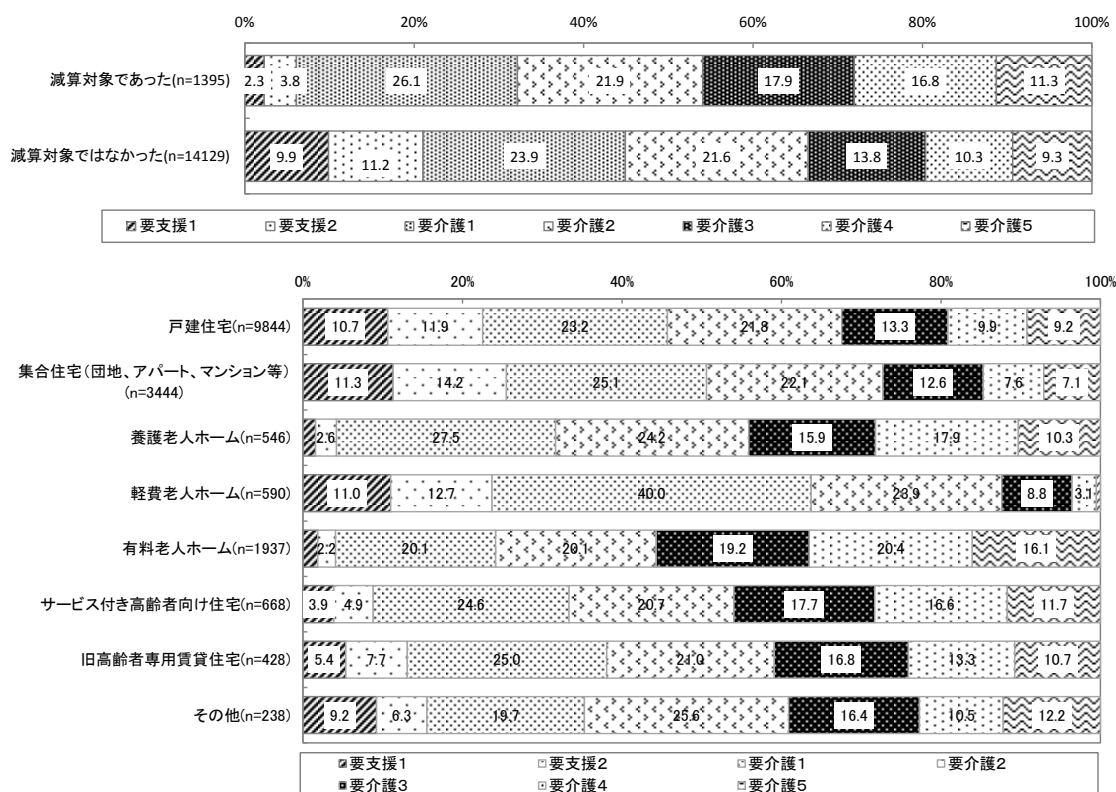 0% 20% 40% 60% 80% 100%
減算対象であった(n=1395) 2.3 3.8 26.1 21.9 17.9 16.8 11.3
減算対象ではなかった(n=14129) 9.9 11.2 23.9 21.6 13.8 10.3 9.3
要支援1 要支援2 要介護1 要介護2 要介護3 要介護4 要介護5
0% 20% 40% 60% 80% 100%
戸建住宅(n=9844) 10.7 11.9 23.2 21.8 13.3 9.9 9.2
集合住宅（団地、アパート、マンション等）
(n=3444) 11.3 14.2 25.1 22.1 12.6 7.6 7.1
養護老人ホーム(n=546) 2.6 27.5 24.2 15.9 17.9 10.3
軽費老人ホーム(n=590) 11.0 12.7 40.0 23.9 8.8 3.1
有料老人ホーム(n=1937) 2.2 20.1 20.1 19.2 20.4 16.1
サービス付き高齢者向け住宅(n=668) 3.9 4.9 24.6 20.7 17.7 16.6 11.7
旧高齢者専用賃貸住宅(n=428) 5.4 7.7 25.0 21.0 16.8 13.3 10.7
その他(n=238) 9.2 6.3 19.7 25.6 16.4 10.5 12.2
要支援1 要支援2 要介護1 要介護2
要介護3 要介護4 要介護5